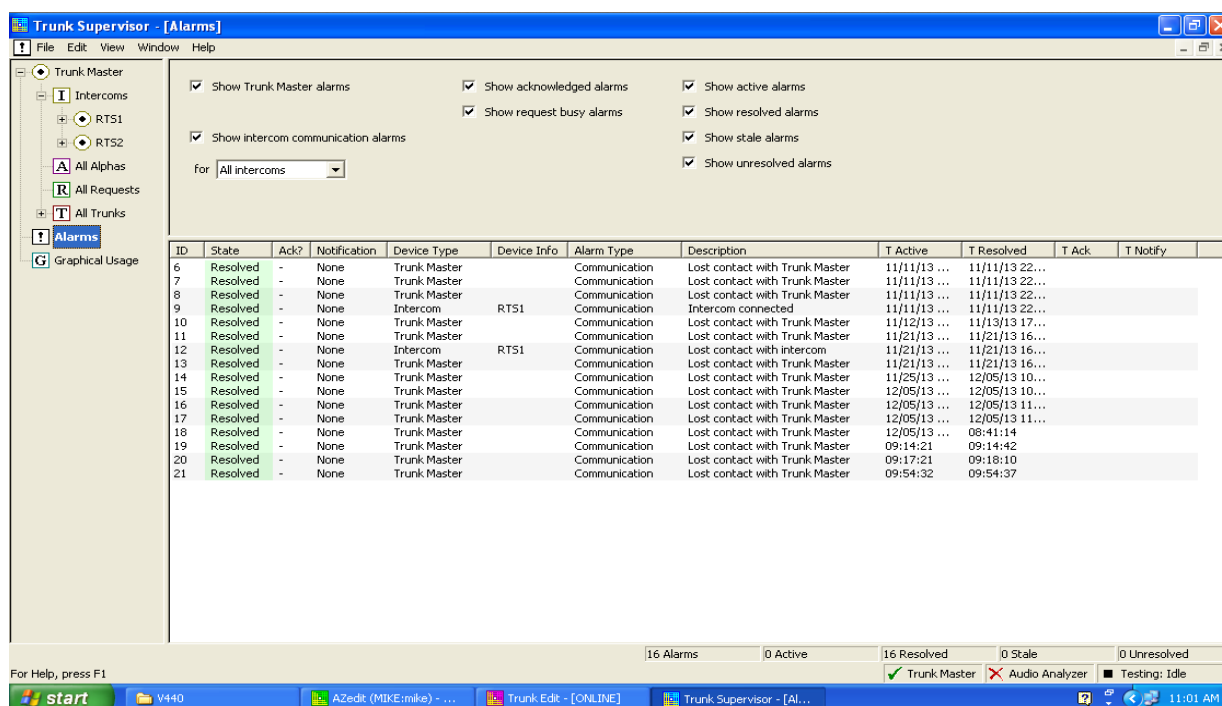 Trunk Supervisor - [Alarms]
File Edit View Window Help
Trunk Master
I Intercoms
RTS1
RTS2
A All Alphas
R All Requests
T All Trunks
! Alarms
G Graphical Usage
Show Trunk Master alarms Show acknowledged alarms Show active alarms
Show request busy alarms Show resolved alarms
Show intercom communication alarms Show stale alarms
for All intercoms Show unresolved alarms
ID State Ack? Notification Device Type Device Info Alarm Type Description T Active T Resolved T Ack T Notify
6 Resolved - None Trunk Master Communication Lost contact with Trunk Master 11/11/13 ... 11/11/13 22...
7 Resolved - None Trunk Master Communication Lost contact with Trunk Master 11/11/13 ... 11/11/13 22...
8 Resolved - None Trunk Master Communication Lost contact with Trunk Master 11/11/13 ... 11/11/13 22...
9 Resolved - None Intercom RTS1 Communication Intercom connected 11/11/13 ... 11/11/13 22...
10 Resolved - None Trunk Master Communication Lost contact with Trunk Master 11/12/13 ... 11/13/13 17...
11 Resolved - None Trunk Master Communication Lost contact with Trunk Master 11/21/13 ... 11/21/13 16...
12 Resolved - None Intercom RTS1 Communication Lost contact with intercom 11/21/13 ... 11/21/13 16...
13 Resolved - None Trunk Master Communication Lost contact with Trunk Master 11/21/13 ... 11/21/13 16...
14 Resolved - None Trunk Master Communication Lost contact with Trunk Master 11/25/13 ... 12/05/13 10...
15 Resolved - None Trunk Master Communication Lost contact with Trunk Master 12/05/13 ... 12/05/13 10...
16 Resolved - None Trunk Master Communication Lost contact with Trunk Master 12/05/13 ... 12/05/13 11...
17 Resolved - None Trunk Master Communication Lost contact with Trunk Master 12/05/13 ... 12/05/13 11...
18 Resolved - None Trunk Master Communication Lost contact with Trunk Master 12/05/13 ... 08:41:14
19 Resolved - None Trunk Master Communication Lost contact with Trunk Master 09:14:21 09:14:42
20 Resolved - None Trunk Master Communication Lost contact with Trunk Master 09:17:21 09:18:10
21 Resolved - None Trunk Master Communication Lost contact with Trunk Master 09:54:32 09:54:37
16 Alarms 0 Active 16 Resolved 0 Stale 0 Unresolved
For Help, press F1 Trunk Master Audio Analyzer Testing: Idle
start V440 AZedit (MIKE:mike) - ... Trunk Edit - [ONLINE] Trunk Supervisor - [Al... 11:01 AM